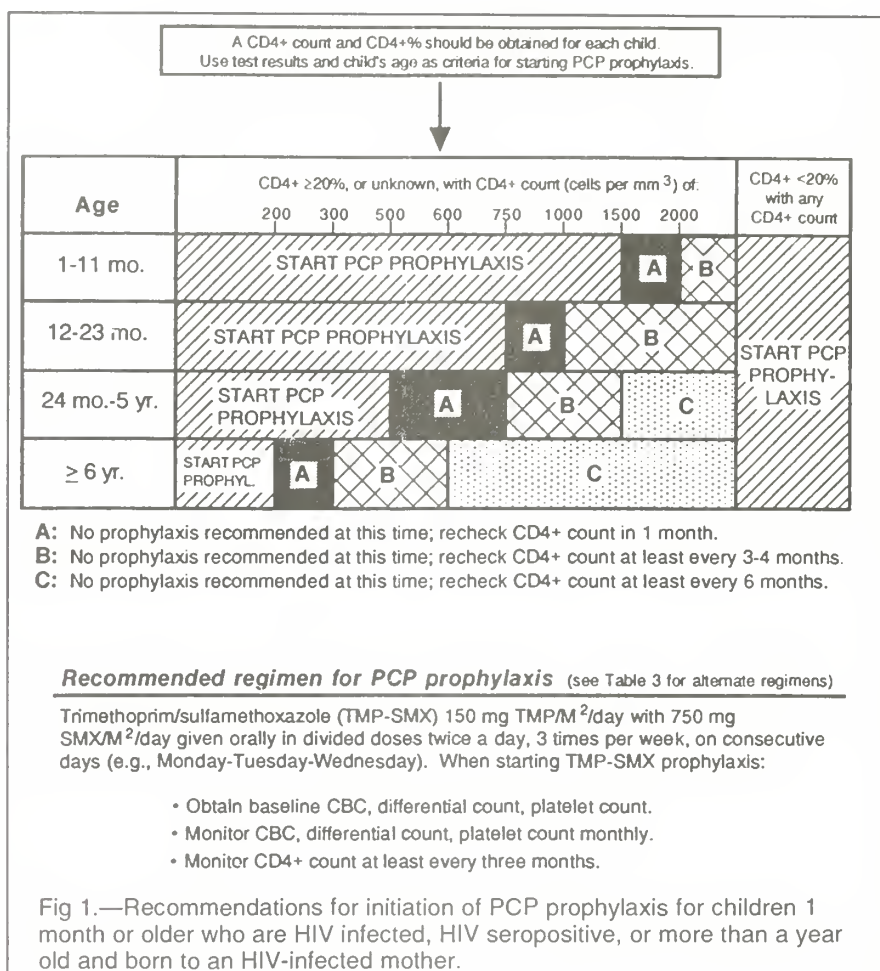 A CD4+ count and CD4+% should be obtained for each child.
Use test results and child's age as criteria for starting PCP prophylaxis.
Age
CD4+ ≥20%, or unknown, with CD4+ count (cells per mm³) of:
200 300 500 600 750 1000 1500 2000
CD4+ <20%
with any
CD4+ count
1-11 mo.
START PCP PROPHYLAXIS
A
B
12-23 mo.
START PCP PROPHYLAXIS
A
B
START PCP
PROPHY-
LAXIS
24 mo.-5 yr.
START PCP
PROPHYLAXIS
A
B
C
≥ 6 yr.
START PCP
PROPHYL.
A
B
C
A: No prophylaxis recommended at this time; recheck CD4+ count in 1 month.
B: No prophylaxis recommended at this time; recheck CD4+ count at least every 3-4 months.
C: No prophylaxis recommended at this time; recheck CD4+ count at least every 6 months.
Recommended regimen for PCP prophylaxis (see Table 3 for alternate regimens)
Trimethoprim/sulfamethoxazole (TMP-SMX) 150 mg TMP/M²/day with 750 mg
SMX/M²/day given orally in divided doses twice a day, 3 times per week, on consecutive
days (e.g., Monday-Tuesday-Wednesday). When starting TMP-SMX prophylaxis:
• Obtain baseline CBC, differential count, platelet count.
• Monitor CBC, differential count, platelet count monthly.
• Monitor CD4+ count at least every three months.
Fig 1.—Recommendations for initiation of PCP prophylaxis for children 1
month or older who are HIV infected, HIV seropositive, or more than a year
old and born to an HIV-infected mother.